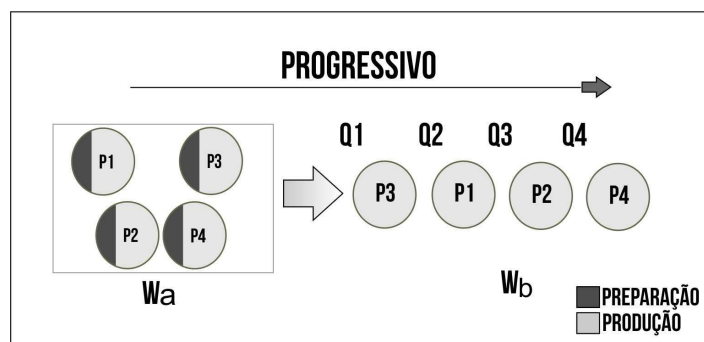 PROGRESSIVO
Q1 Q2 Q3 Q4
P1 P3
P3 P1 P2 P4
P2 P4
Wa
Wb
PREPARAÇÃO
PRODUÇÃO